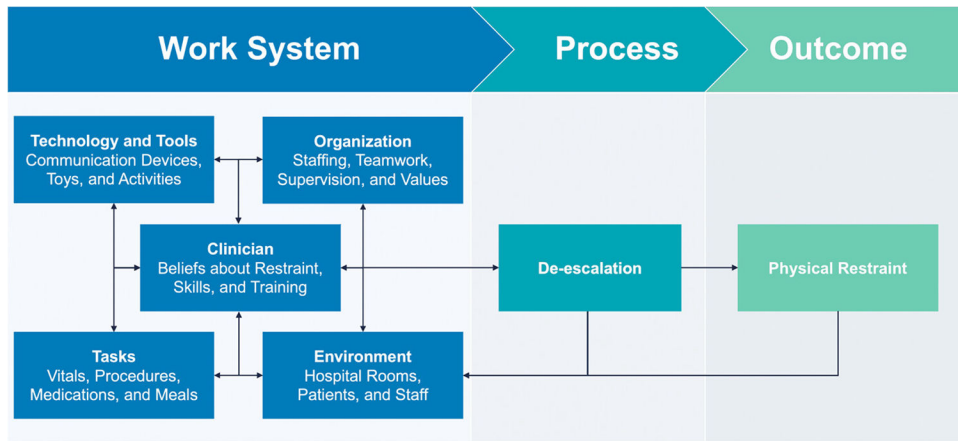 Work System
Process
Outcome
Technology and Tools
Communication Devices,
Toys, and Activities
Organization
Staffing, Teamwork,
Supervision, and Values
Clinician
Beliefs about Restraint,
Skills, and Training
De-escalation
Physical Restraint
Tasks
Vitals, Procedures,
Medications, and Meals
Environment
Hospital Rooms,
Patients, and Staff